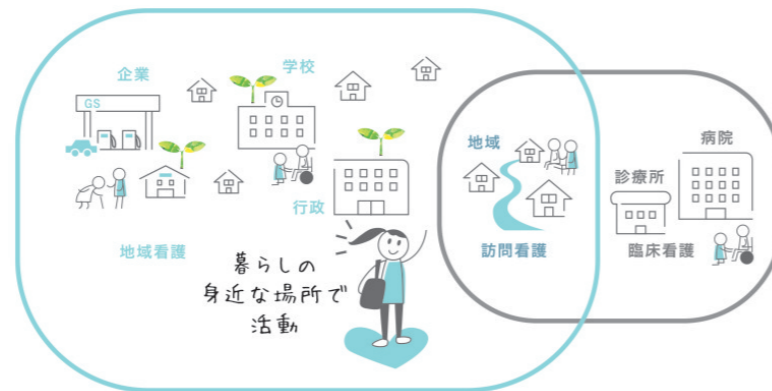 企業
GS
学校
行政
地域看護
暮らしの
身近な場所で
活動
地域
訪問看護
病院
診療所
臨床看護